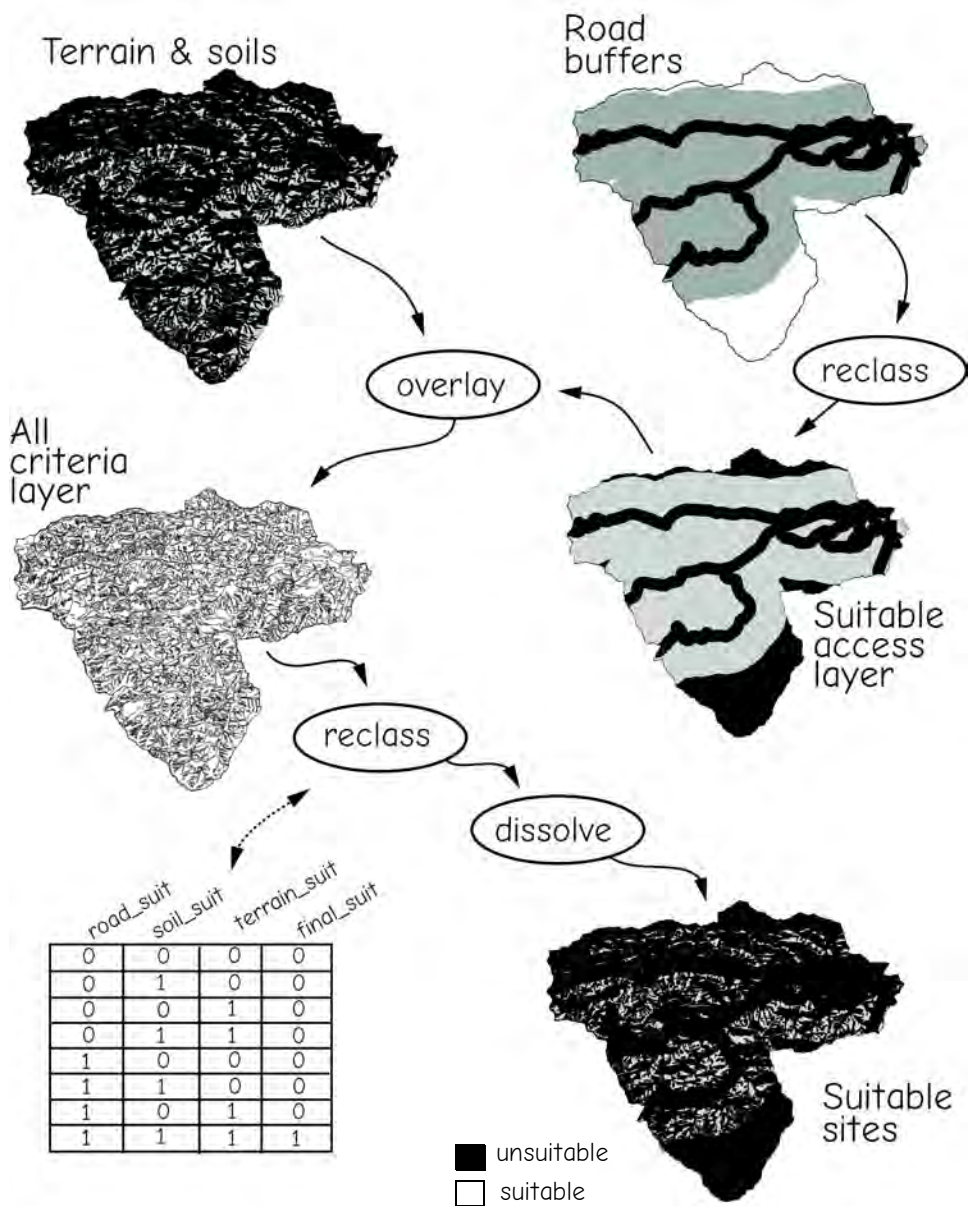 Terrain & soils
Road
buffers
overlay
reclass
All
criteria
layer
Suitable
access
layer
reclass
dissolve
road_suit soil_suit terrain_suit final_suit
0 0 0 0
0 1 0 0
0 0 1 0
0 1 1 0
1 0 0 0
1 1 0 0
1 0 1 0
1 1 1 1
Suitable
sites
unsuitable
suitable